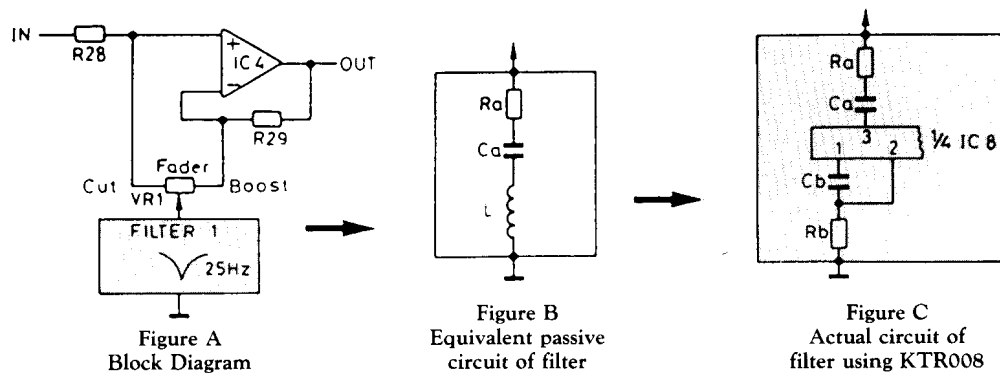 IN
R28
+
IC4
−
OUT
R29
Fader
Cut
VR1
Boost
FILTER 1
25Hz
Figure A
Block Diagram
Ra
Ca
L
Figure B
Equivalent passive
circuit of filter
Ra
Ca
3
1
2
¼ IC 8
Cb
Rb
Figure C
Actual circuit of
filter using KTR008